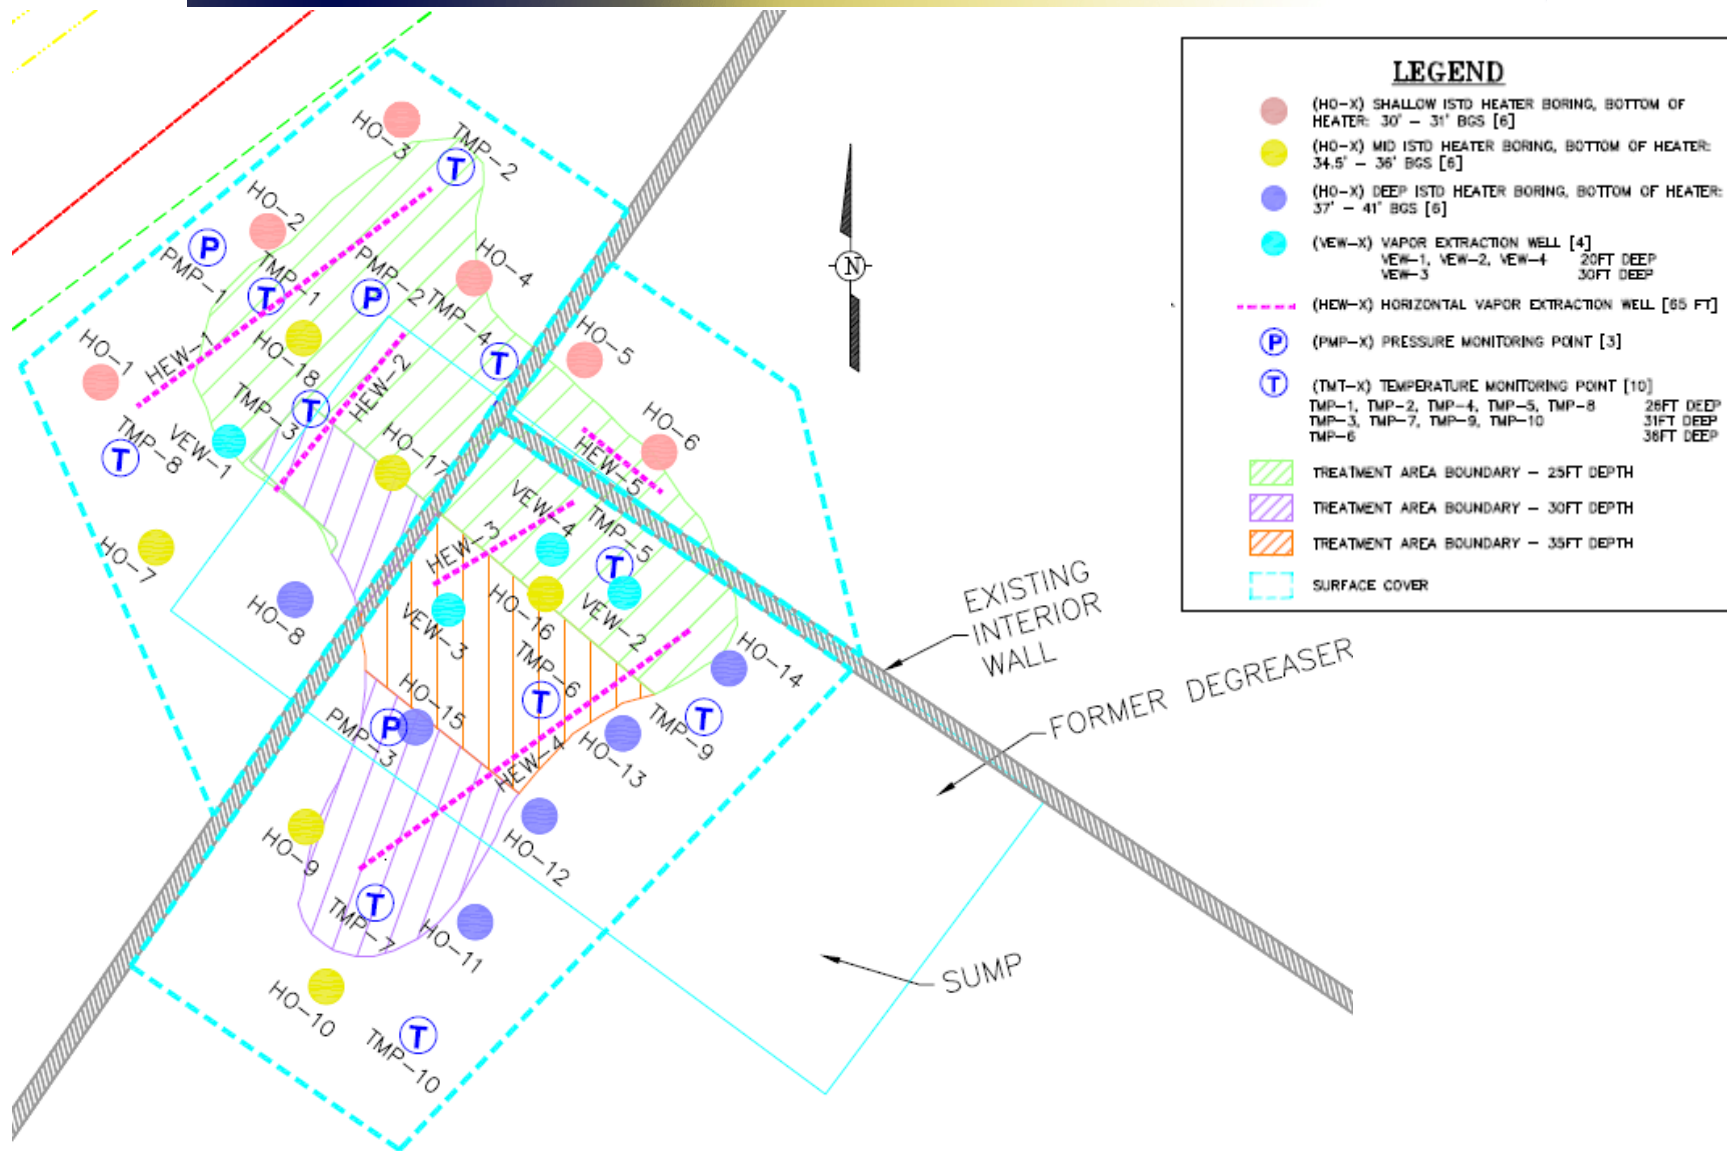 LEGEND
(HO-X) SHALLOW ISTD HEATER BORING, BOTTOM OF
HEATER: 30' - 31' BGS [6]
(HO-X) MID ISTD HEATER BORING, BOTTOM OF HEATER:
34.5' - 36' BGS [6]
(HO-X) DEEP ISTD HEATER BORING, BOTTOM OF HEATER:
37' - 41' BGS [6]
(VEW-X) VAPOR EXTRACTION WELL [4]
VEW-1, VEW-2, VEW-4 20FT DEEP
VEW-3 30FT DEEP
(HEW-X) HORIZONTAL VAPOR EXTRACTION WELL [65 FT]
P (PMP-X) PRESSURE MONITORING POINT [3]
T (TMT-X) TEMPERATURE MONITORING POINT [10]
TMP-1, TMP-2, TMP-4, TMP-5, TMP-8 26FT DEEP
TMP-3, TMP-7, TMP-9, TMP-10 31FT DEEP
TMP-6 36FT DEEP
TREATMENT AREA BOUNDARY - 25FT DEPTH
TREATMENT AREA BOUNDARY - 30FT DEPTH
TREATMENT AREA BOUNDARY - 35FT DEPTH
SURFACE COVER
N
HO-3
TMP-2
T
HO-2
P
PMP-1
TMP-1
T
PMP-2
P
HO-4
TMP-4
T
HO-5
HO-1
HEW-1
HO-18
HEW-2
TMP-3
T
TMP-8
T
VEW-1
HO-17
HO-6
HEW-5
VEW-4
HEW-3
TMP-5
T
HO-7
HO-8
VEW-3
HO-16
VEW-2
TMP-6
T
HO-14
HO-15
PMP-3
P
HEW-4
HO-13
TMP-9
T
HO-9
HO-12
TMP-7
T
HO-11
HO-10
TMP-10
T
EXISTING
INTERIOR
WALL
FORMER DEGREASER
SUMP